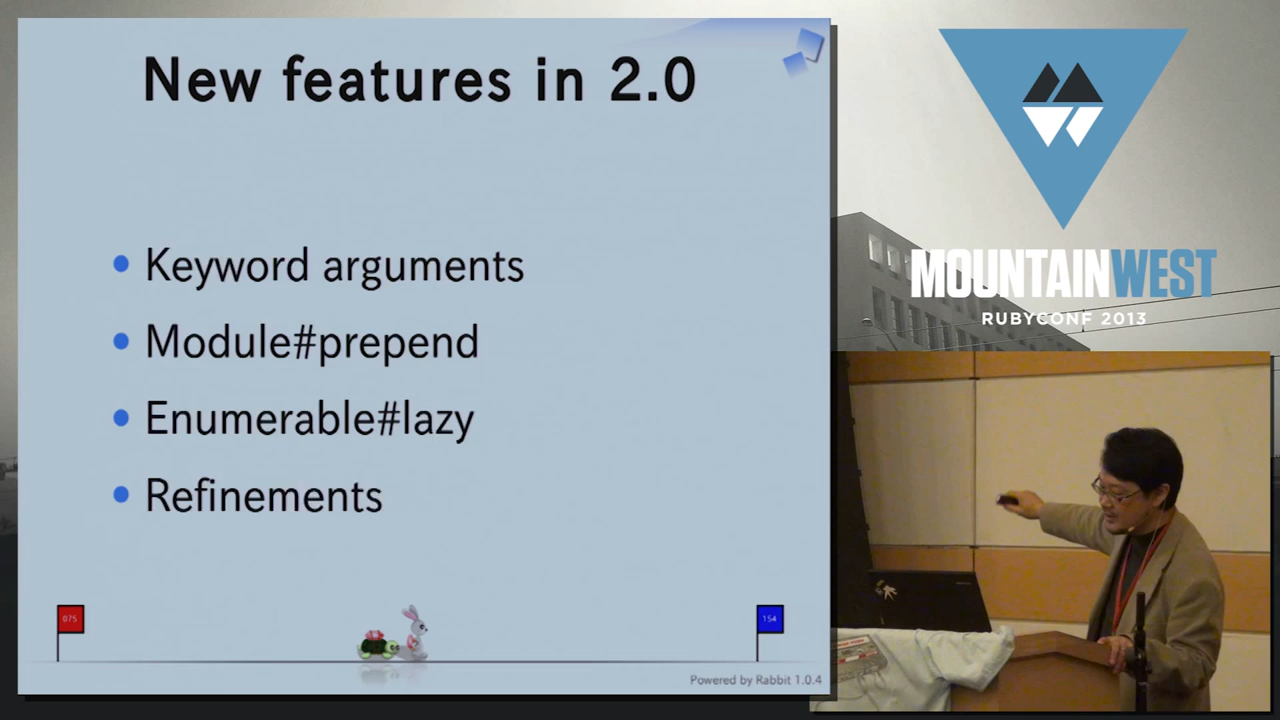 New features in 2.0
Keyword arguments
Module#prepend
Enumerable#lazy
Refinements
075
154
Powered by Rabbit 1.0.4
MOUNTAINWEST
RUBYCONF 2013